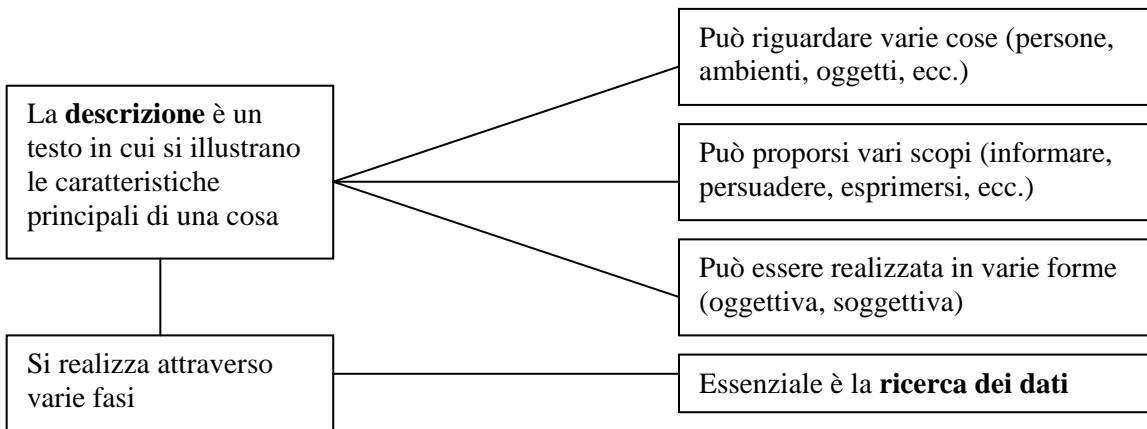 La descrizione è un
testo in cui si illustrano
le caratteristiche
principali di una cosa
Può riguardare varie cose (persone,
ambienti, oggetti, ecc.)
Può proporsi vari scopi (informare,
persuadere, esprimersi, ecc.)
Può essere realizzata in varie forme
(oggettiva, soggettiva)
Si realizza attraverso
varie fasi
Essenziale è la ricerca dei dati